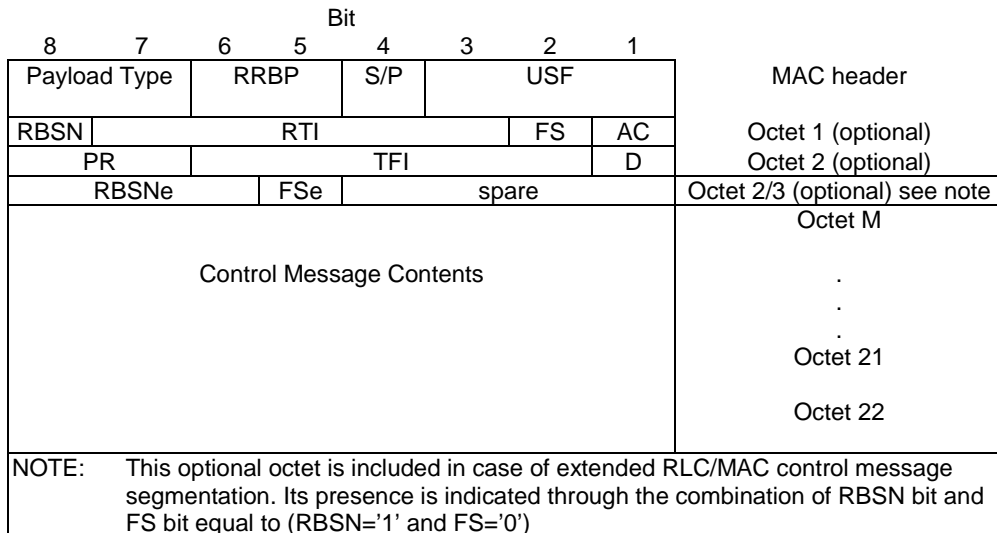 Bit
8 7 6 5 4 3 2 1
Payload Type RRBP S/P USF MAC header
RBSN RTI FS AC Octet 1 (optional)
PR TFI D Octet 2 (optional)
RBSNe FSe spare Octet 2/3 (optional) see note
Octet M
Control Message Contents .
.
.
Octet 21
Octet 22
NOTE: This optional octet is included in case of extended RLC/MAC control message
segmentation. Its presence is indicated through the combination of RBSN bit and
FS bit equal to (RBSN='1' and FS='0')